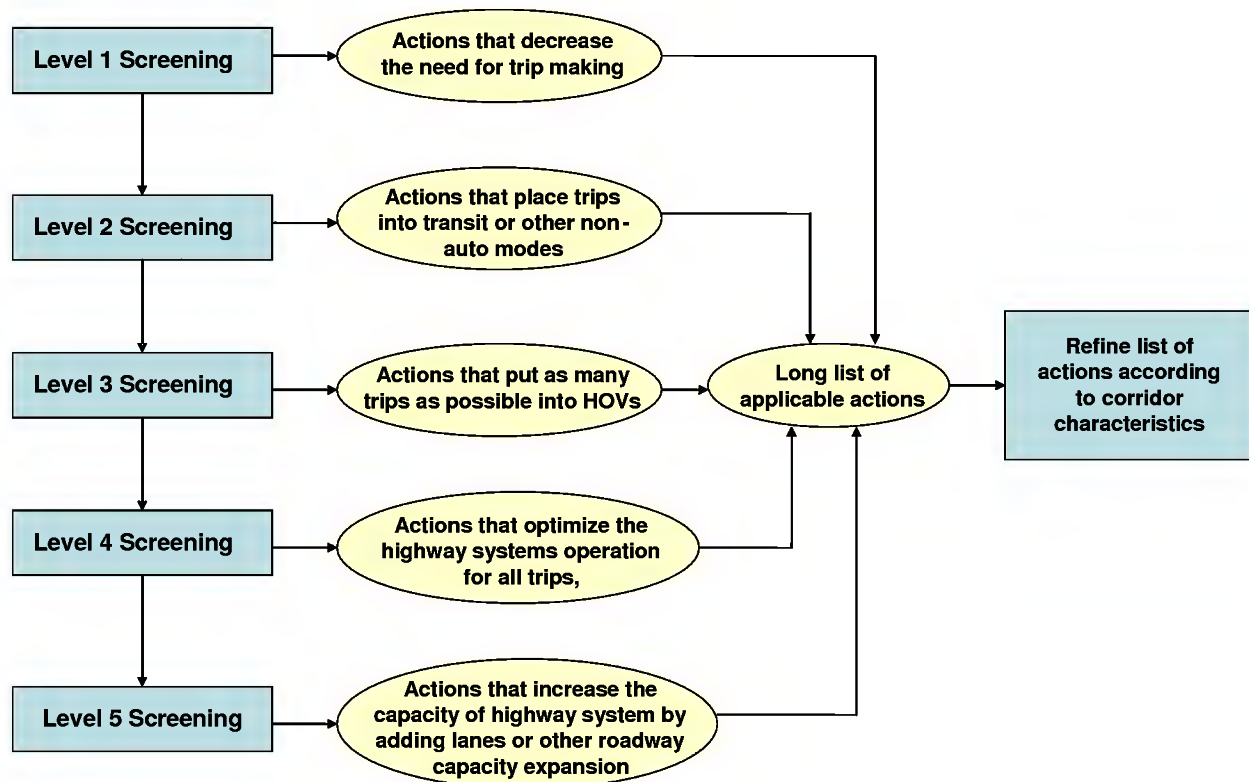 Level 1 Screening
Actions that decrease
the need for trip making
Level 2 Screening
Actions that place trips
into transit or other non-
auto modes
Level 3 Screening
Actions that put as many
trips as possible into HOVs
Long list of
applicable actions
Refine list of
actions according
to corridor
characteristics
Level 4 Screening
Actions that optimize the
highway systems operation
for all trips,
Level 5 Screening
Actions that increase the
capacity of highway system by
adding lanes or other roadway
capacity expansion